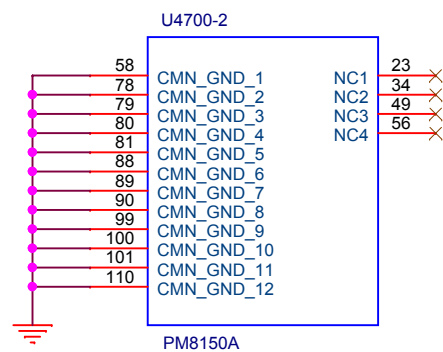 U4700-2
58 CMN_GND_1 NC1 23
78 CMN_GND_2 NC2 34
79 CMN_GND_3 NC3 49
80 CMN_GND_4 NC4 56
81 CMN_GND_5
88 CMN_GND_6
89 CMN_GND_7
90 CMN_GND_8
99 CMN_GND_9
100 CMN_GND_10
101 CMN_GND_11
110 CMN_GND_12
PM8150A